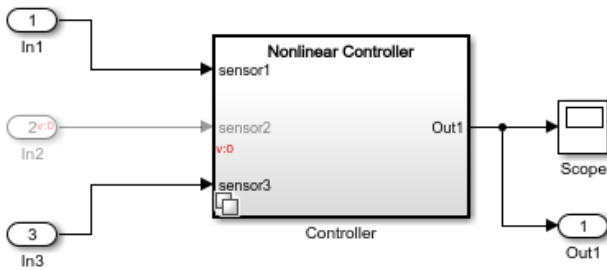 1
In1
Nonlinear Controller
sensor1
2 v:0
In2
sensor2
v:0
Out1
Scope
sensor3
3
In3
Controller
1
Out1